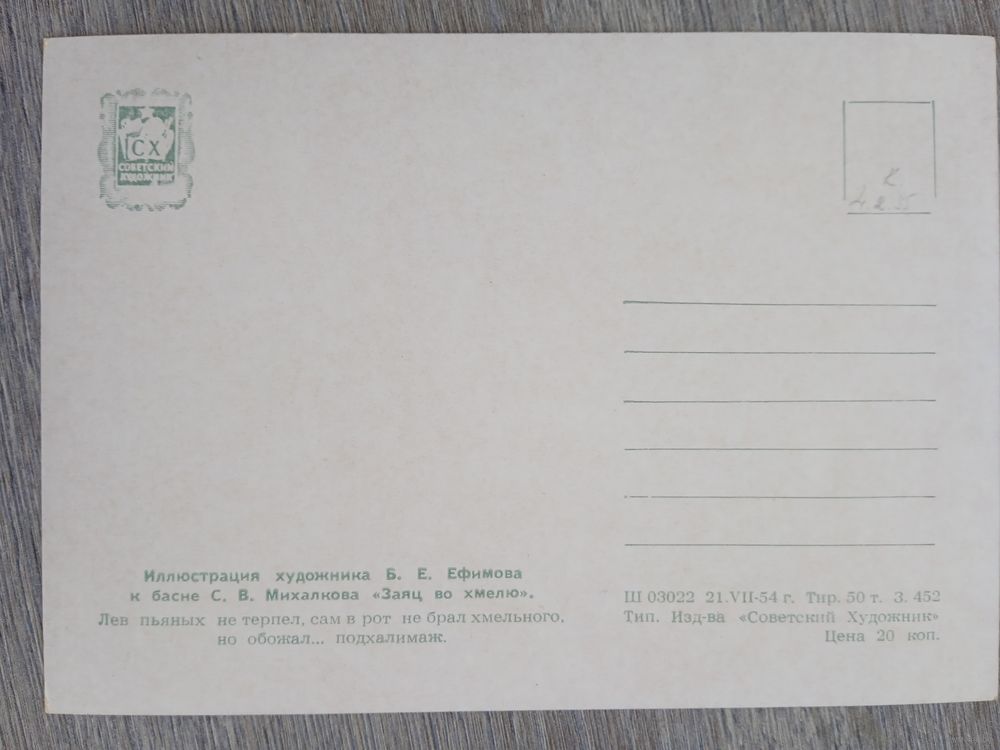 СХ
СОВЕТСКИЙ
ХУДОЖНИК
К
Иллюстрация художника Б. Е. Ефимова
к басне С. В. Михалкова «Заяц во хмелю».
Лев пьяных не терпел, сам в рот не брал хмельного,
но обожал... подхалимаж.
Ш 03022 21.VII-54 г. Тир. 50 т. З. 452
Тип. Изд-ва «Советский Художник»
Цена 20 коп.